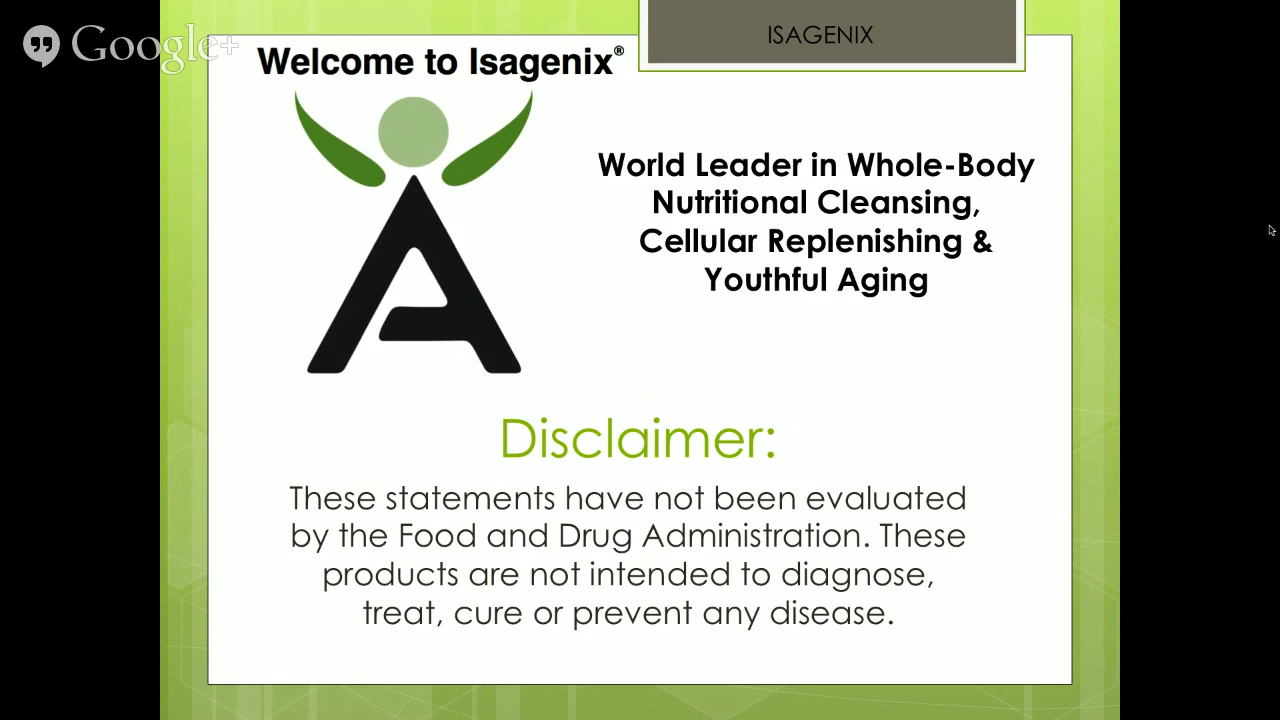 Google+
ISAGENIX
Welcome to Isagenix®
World Leader in Whole-Body
Nutritional Cleansing,
Cellular Replenishing &
Youthful Aging
Disclaimer:
These statements have not been evaluated
by the Food and Drug Administration. These
products are not intended to diagnose,
treat, cure or prevent any disease.